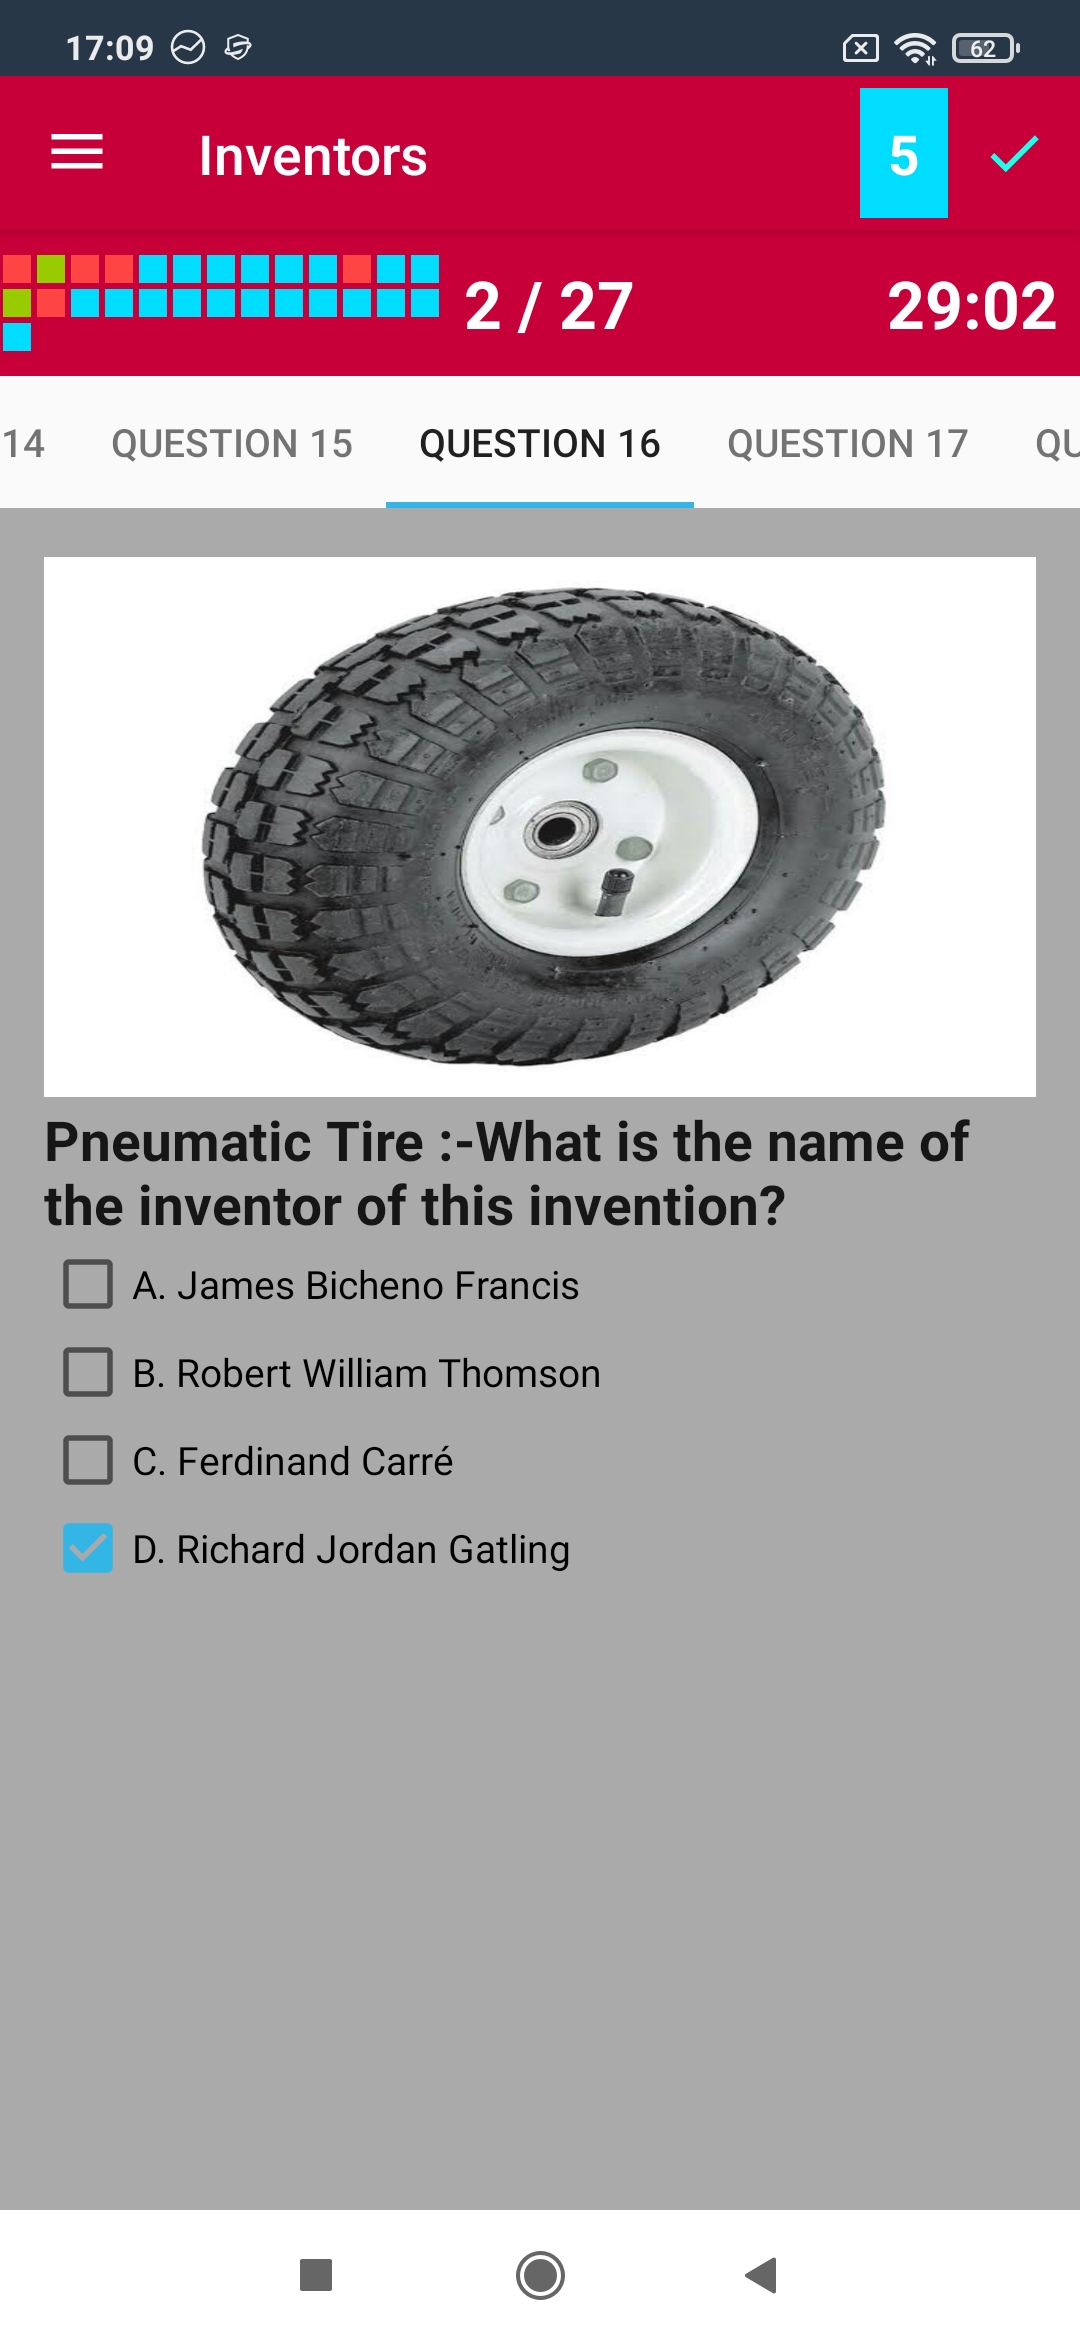 17:09
62
Inventors
5
2 / 27
29:02
14
QUESTION 15
QUESTION 16
QUESTION 17
QU
Pneumatic Tire :-What is the name of
the inventor of this invention?
A. James Bicheno Francis
B. Robert William Thomson
C. Ferdinand Carré
D. Richard Jordan Gatling